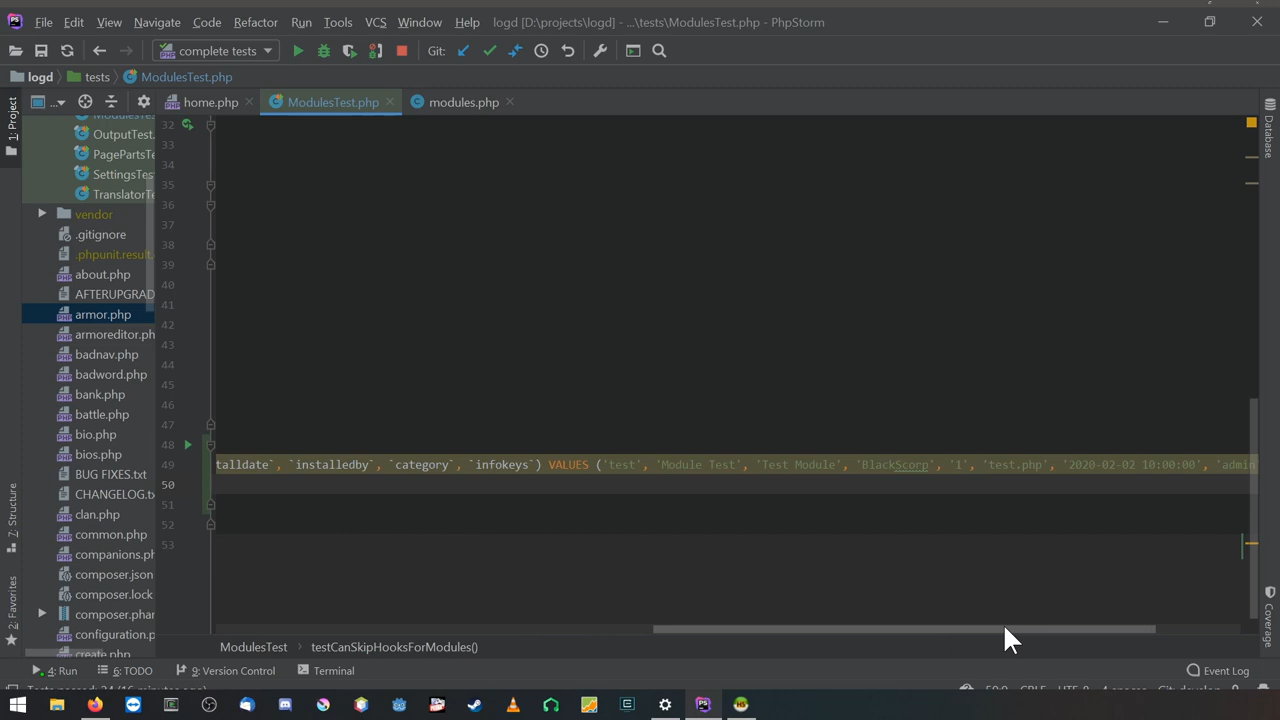 File Edit View Navigate Code Refactor Run Tools VCS Window Help logd [D:\projects\logd] - ...\tests\ModulesTest.php - PhpStorm
complete tests Git:
logd tests ModulesTest.php
... home.php ModulesTest.php modules.php
1: Project
7: Structure
2: Favorites
OutputTest.
PagePartsTe
SettingsTes
TranslatorTe
vendor
.gitignore
.phpunit.result.
about.php
AFTERUPGRAD
armor.php
armoreditor.ph
badnav.php
badword.php
bank.php
battle.php
bio.php
bios.php
BUG FIXES.txt
CHANGELOG.tx
clan.php
common.php
companions.ph
composer.json
composer.lock
composer.phar
configuration.p
create.php
32
33
34
35
36
37
38
39
40
41
42
43
44
45
46
47
48
49 talldate`, `installedby`, `category`, `infokeys`) VALUES ('test', 'Module Test', 'Test Module', 'BlackScorp', '1', 'test.php', '2020-02-02 10:00:00', 'admin'
50
51
52
53
Database
Coverage
ModulesTest testCanSkipHooksForModules()
4: Run 6: TODO 9: Version Control Terminal Event Log